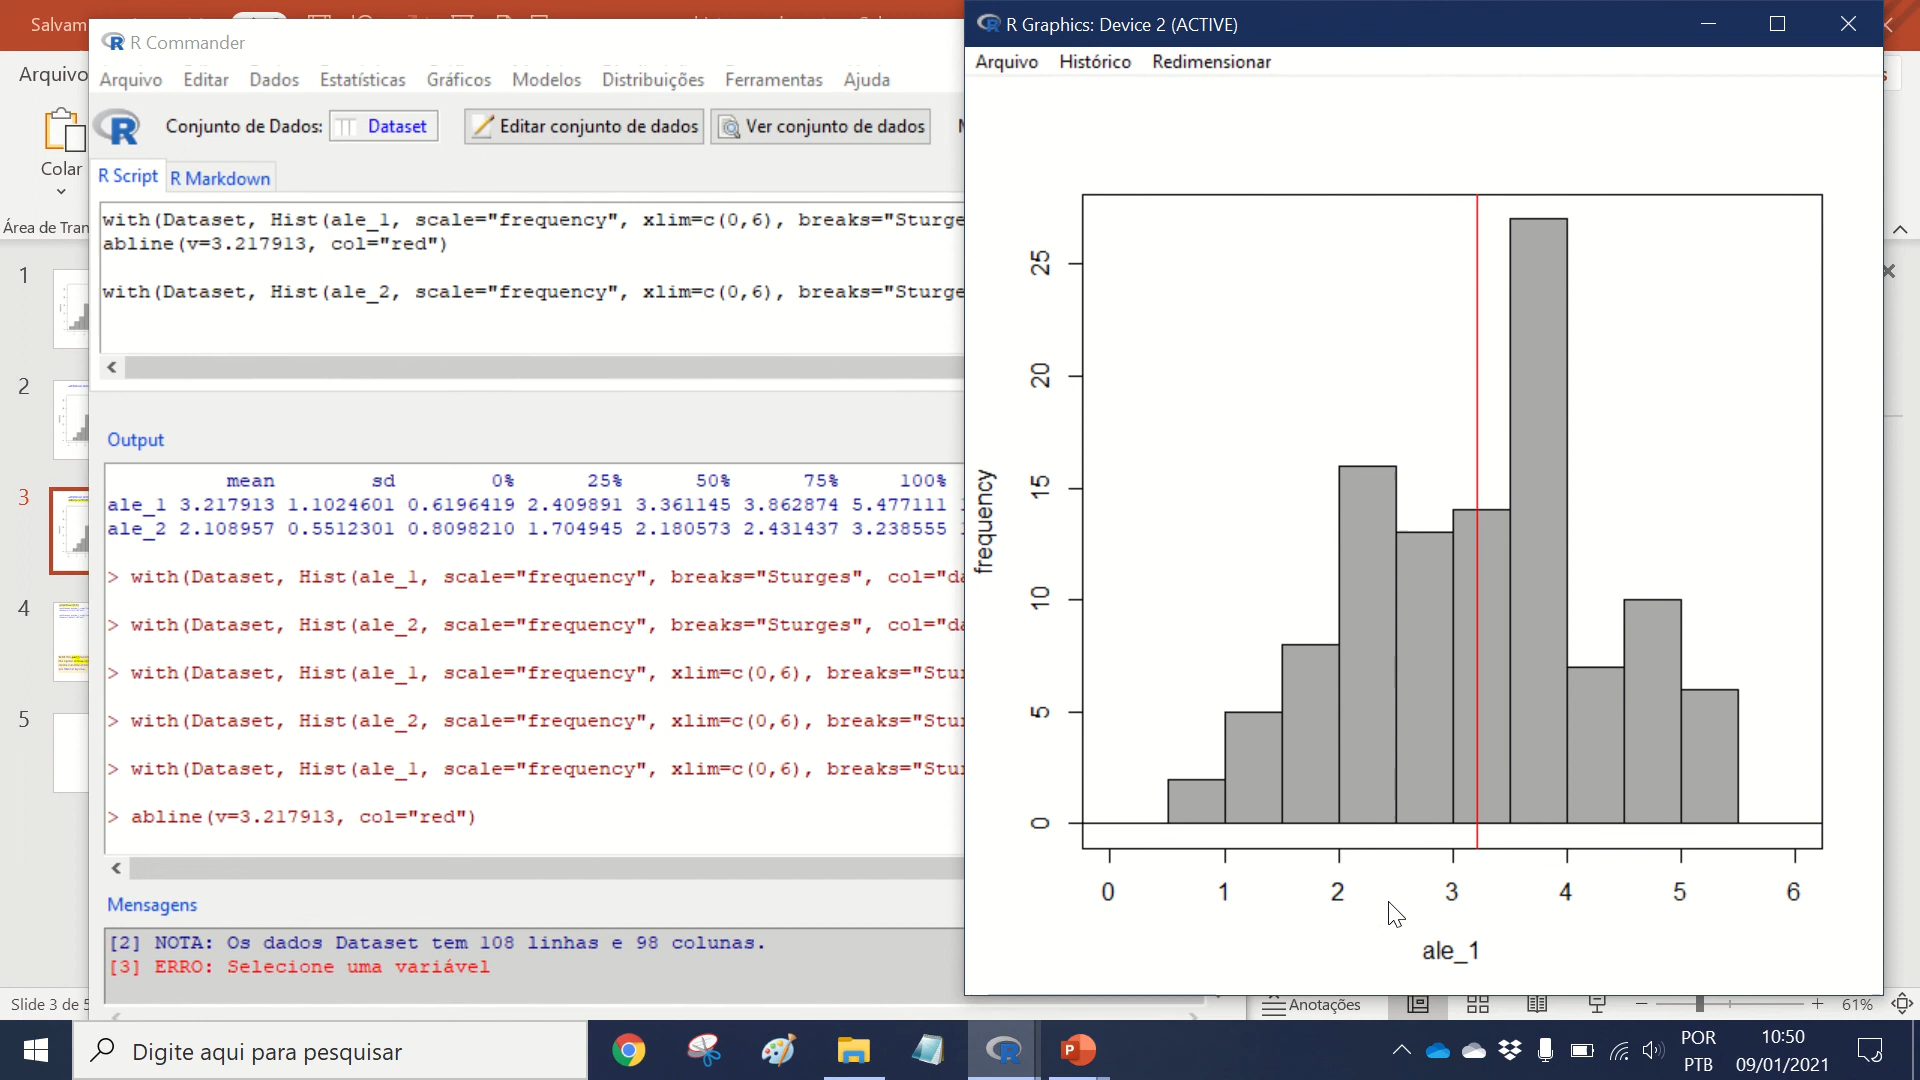 Salvam
R Commander
R Graphics: Device 2 (ACTIVE)
Arquivo
Arquivo Editar Dados Estatísticas Gráficos Modelos Distribuições Ferramentas Ajuda
Arquivo Histórico Redimensionar
Colar
Área de Tran
Conjunto de Dados: Dataset Editar conjunto de dados Ver conjunto de dados
R Script R Markdown
with(Dataset, Hist(ale_1, scale="frequency", xlim=c(0,6), breaks="Sturge
abline(v=3.217913, col="red")
with(Dataset, Hist(ale_2, scale="frequency", xlim=c(0,6), breaks="Sturge
1
2
3
4
5
Output
mean sd 0% 25% 50% 75% 100%
ale_1 3.217913 1.1024601 0.6196419 2.409891 3.361145 3.862874 5.477111
ale_2 2.108957 0.5512301 0.8098210 1.704945 2.180573 2.431437 3.238555
> with(Dataset, Hist(ale_1, scale="frequency", breaks="Sturges", col="da
> with(Dataset, Hist(ale_2, scale="frequency", breaks="Sturges", col="da
> with(Dataset, Hist(ale_1, scale="frequency", xlim=c(0,6), breaks="Stur
> with(Dataset, Hist(ale_2, scale="frequency", xlim=c(0,6), breaks="Stur
> with(Dataset, Hist(ale_1, scale="frequency", xlim=c(0,6), breaks="Stur
> abline(v=3.217913, col="red")
Mensagens
[2] NOTA: Os dados Dataset tem 108 linhas e 98 colunas.
[3] ERRO: Selecione uma variável
frequency
25
20
15
10
5
0
0 1 2 3 4 5 6
ale_1
Slide 3 de 5
Anotações
61%
Digite aqui para pesquisar
POR
PTB
10:50
09/01/2021